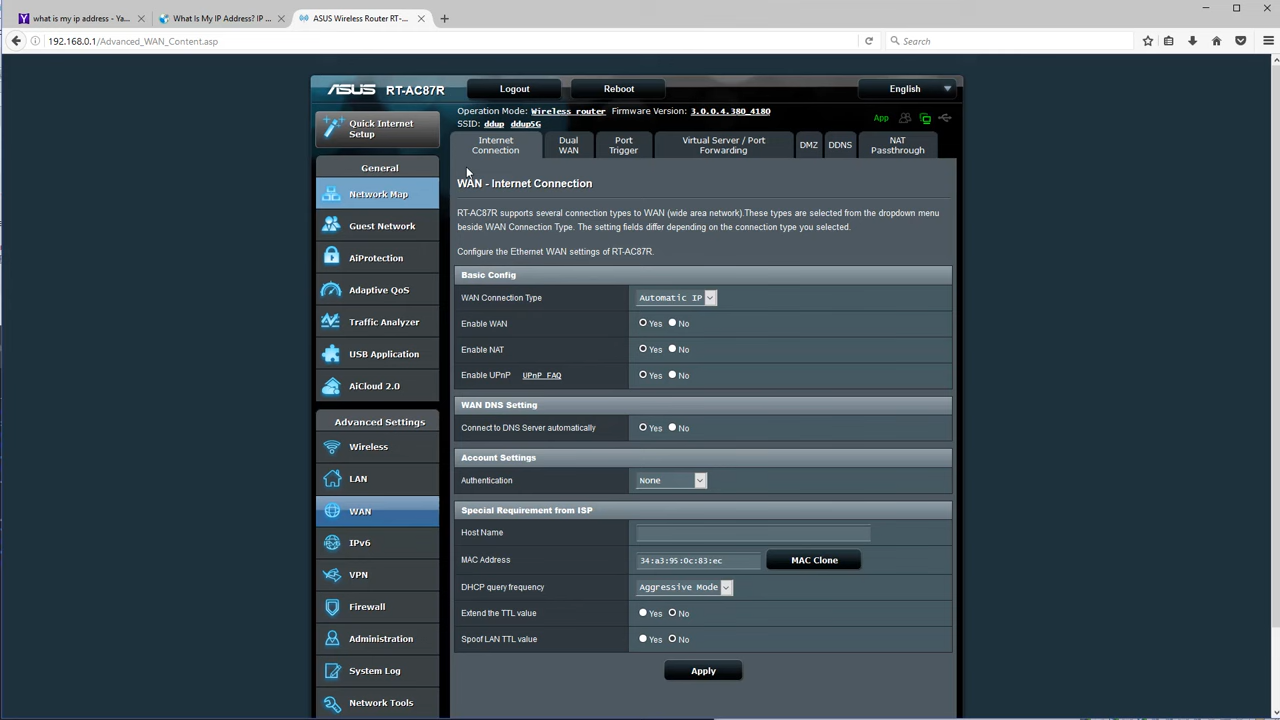 what is my ip address - Ya...
What Is My IP Address? IP ...
ASUS Wireless Router RT-...
192.168.0.1/Advanced_WAN_Content.asp
Search
ASUS RT-AC87R
Logout
Reboot
English
Quick Internet
Setup
Operation Mode: Wireless router Firmware Version: 3.0.0.4.380_4180
SSID: ddup ddup5G
App
Internet
Connection
Dual
WAN
Port
Trigger
Virtual Server / Port
Forwarding
DMZ
DDNS
NAT
Passthrough
General
Network Map
Guest Network
AiProtection
Adaptive QoS
Traffic Analyzer
USB Application
AiCloud 2.0
Advanced Settings
Wireless
LAN
WAN
IPv6
VPN
Firewall
Administration
System Log
Network Tools
WAN - Internet Connection
RT-AC87R supports several connection types to WAN (wide area network).These types are selected from the dropdown menu
beside WAN Connection Type. The setting fields differ depending on the connection type you selected.
Configure the Ethernet WAN settings of RT-AC87R.
Basic Config
WAN Connection Type Automatic IP
Enable WAN Yes No
Enable NAT Yes No
Enable UPnP UPnP FAQ Yes No
WAN DNS Setting
Connect to DNS Server automatically Yes No
Account Settings
Authentication None
Special Requirement from ISP
Host Name
MAC Address 34:a3:95:0c:83:ec MAC Clone
DHCP query frequency Aggressive Mode
Extend the TTL value Yes No
Spoof LAN TTL value Yes No
Apply